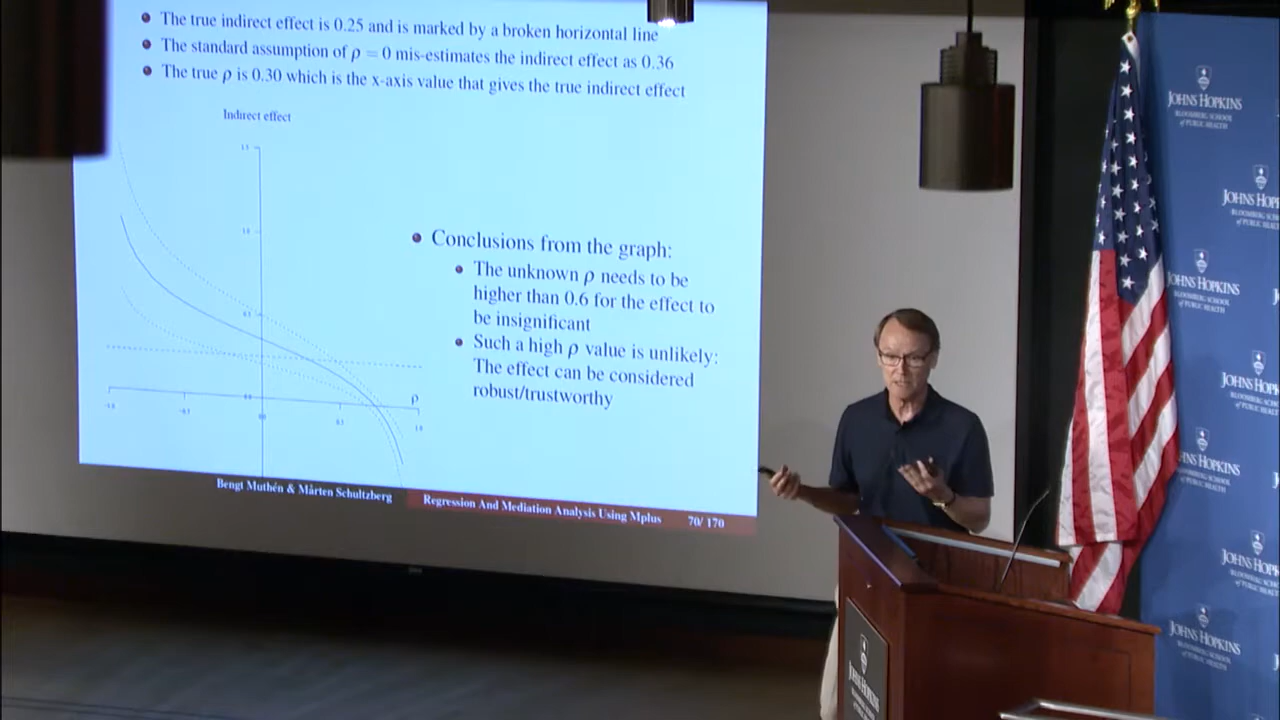 The true indirect effect is 0.25 and is marked by a broken horizontal line
The standard assumption of ρ = 0 mis-estimates the indirect effect as 0.36
The true ρ is 0.30 which is the x-axis value that gives the true indirect effect
Indirect effect
ρ
Conclusions from the graph:
The unknown ρ needs to be
higher than 0.6 for the effect to
be insignificant
Such a high ρ value is unlikely:
The effect can be considered
robust/trustworthy
Bengt Muthén & Mårten Schultzberg
Regression And Mediation Analysis Using Mplus
70/ 170
JOHNS HOPKINS
BLOOMBERG SCHOOL
of PUBLIC HEALTH
JOHNS HOPKINS
JOHNS HOPKINS
JOHNS HOPKINS